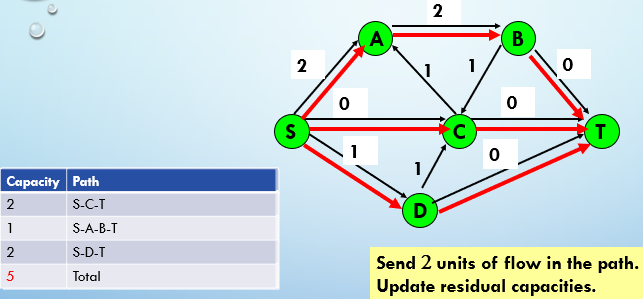 2
A
B
2
1
1
0
0
0
S
C
T
1
1
0
D
Capacity Path
2 S-C-T
1 S-A-B-T
2 S-D-T
5 Total
Send 2 units of flow in the path.
Update residual capacities.